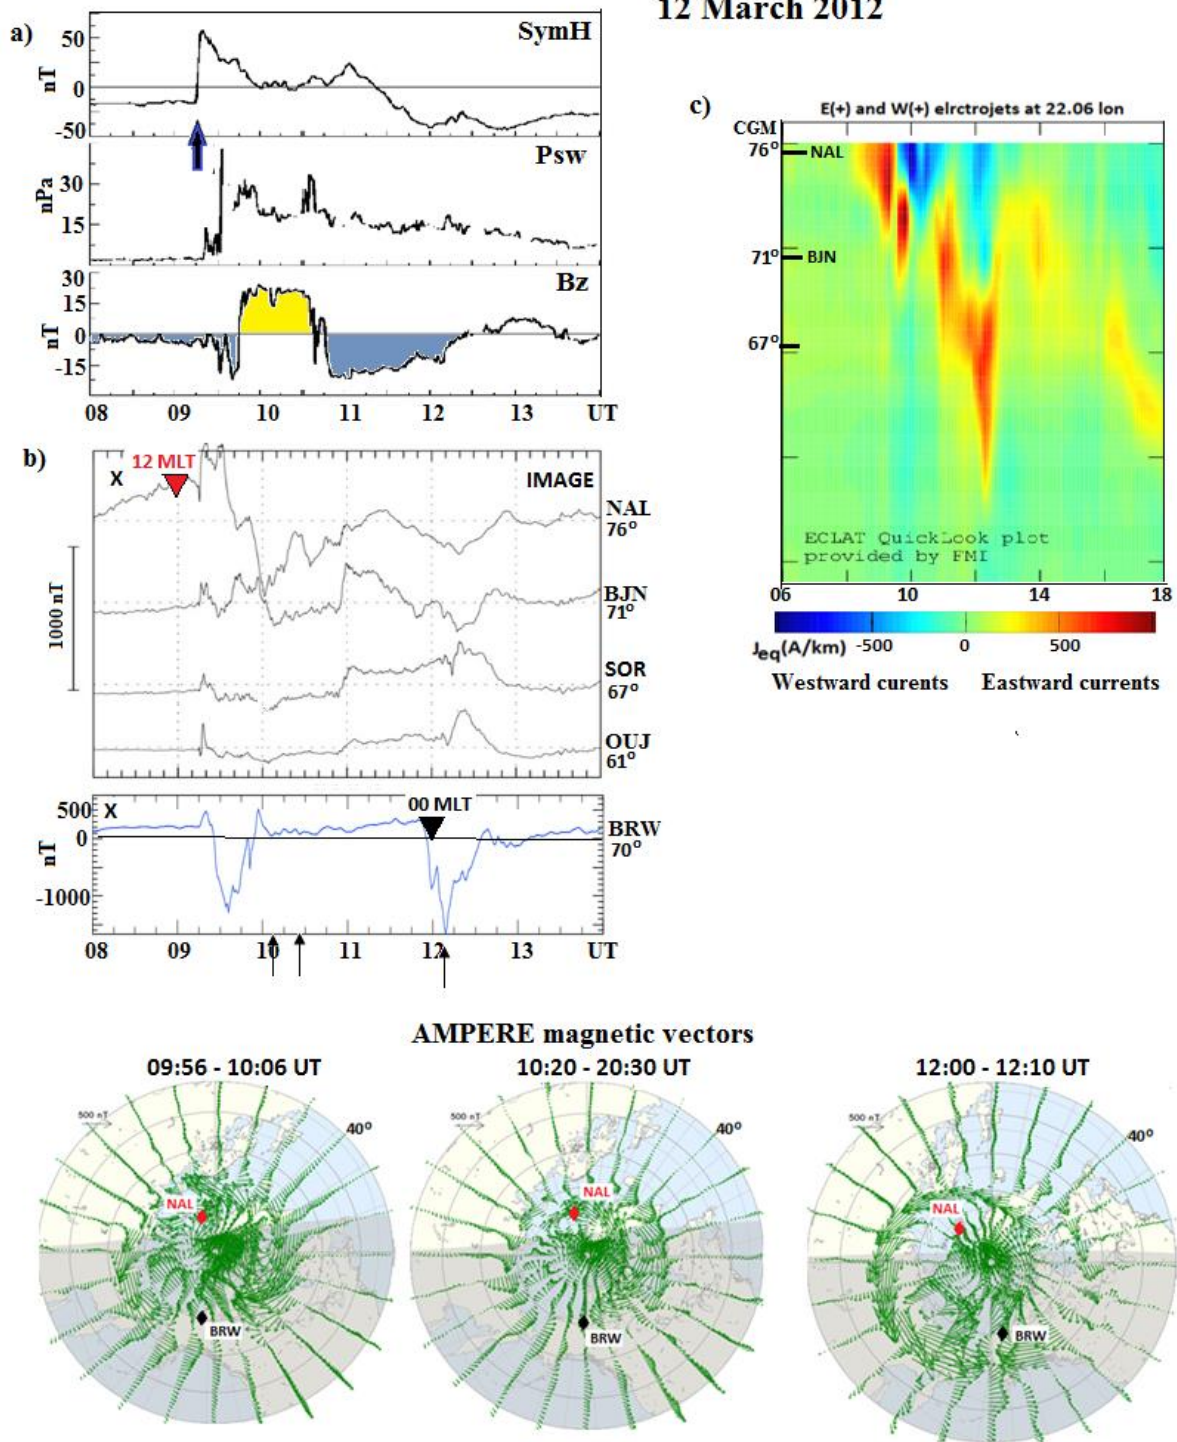 12 March 2012
a)
SymH
50
nT
0
-50
Psw
nPa
30
15
Bz
30
15
nT
0
-15
08 09 10 11 12 13 UT
b)
X
12 MLT
IMAGE
NAL
76°
BJN
71°
1000 nT
SOR
67°
OUJ
61°
X
500
00 MLT
BRW
70°
0
nT
-1000
08 09 10 11 12 13 UT
c)
E(+) and W(+) elrctrojets at 22.06 lon
CGM
76°
NAL
71°
BJN
67°
ECLAT QuickLook plot
provided by FMI
06 10 14 18
Jeq(A/km) -500 0 500
Westward curents Eastward currents
AMPERE magnetic vectors
09:56 - 10:06 UT
10:20 - 20:30 UT
12:00 - 12:10 UT
500 nT
40°
NAL
BRW
500 nT
40°
NAL
BRW
500 nT
40°
NAL
BRW